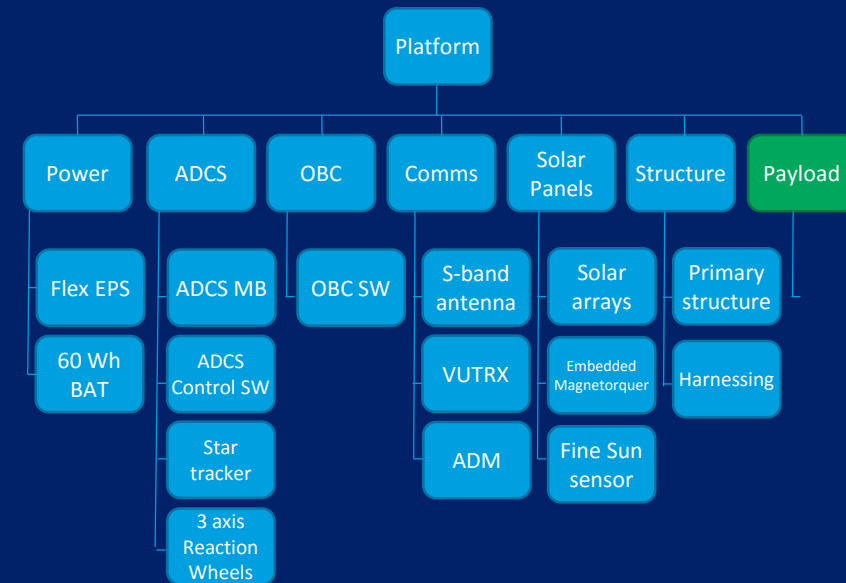 Platform
Power
ADCS
OBC
Comms
Solar
Panels
Structure
Payload
Flex EPS
60 Wh
BAT
ADCS MB
ADCS
Control SW
Star
tracker
3 axis
Reaction
Wheels
OBC SW
S-band
antenna
VUTRX
ADM
Solar
arrays
Embedded
Magnetorquer
Fine Sun
sensor
Primary
structure
Harnessing